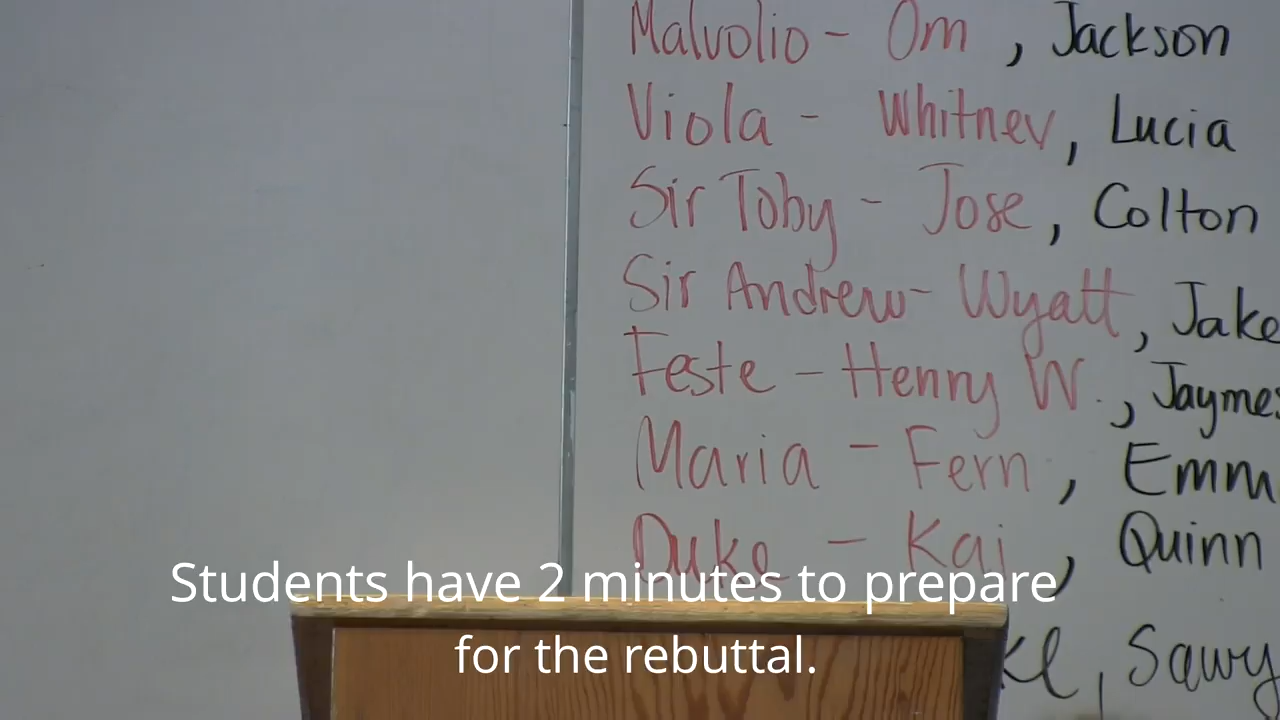 Malvolio - Om , Jackson
Viola - Whitney, Lucia
Sir Toby - Jose, Colton
Sir Andrew - Wyatt, Jake
Feste - Henry W., Jaymes
Maria - Fern, Emm
Duke - Kai, Quinn
Students have 2 minutes to prepare
for the rebuttal.
, Sawy